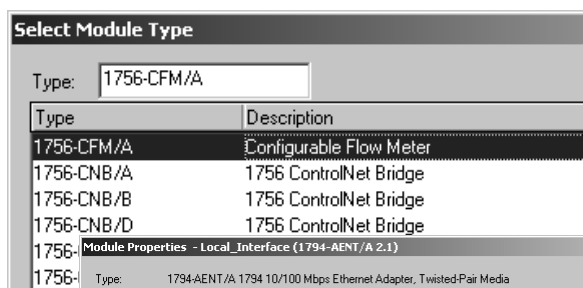 Select Module Type
Type: 1756-CFM/A
Type Description
1756-CFM/A Configurable Flow Meter
1756-CNB/A 1756 ControlNet Bridge
1756-CNB/B 1756 ControlNet Bridge
1756-CNB/D 1756 ControlNet Bridge
1756- Module Properties - Local_Interface (1794-AENT/A 2.1)
1756- Type: 1794-AENT/A 1794 10/100 Mbps Ethernet Adapter, Twisted-Pair Media